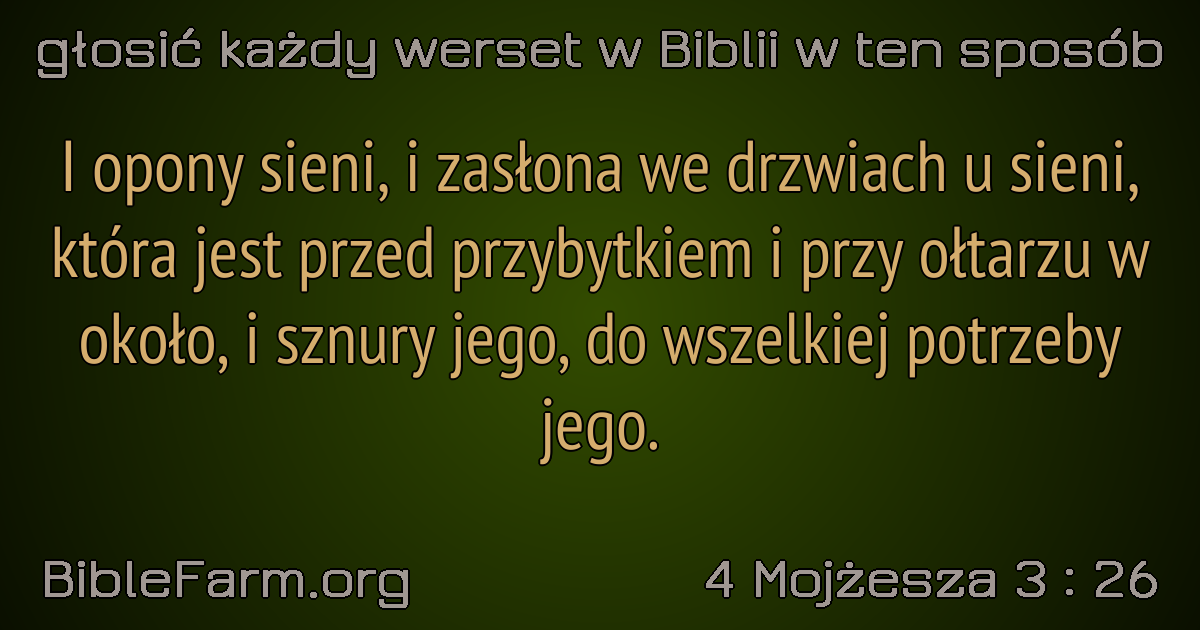 głosić każdy werset w Biblii w ten sposób
I opony sieni, i zasłona we drzwiach u sieni,
która jest przed przybytkiem i przy ołtarzu w
około, i sznury jego, do wszelkiej potrzeby
jego.
BibleFarm.org
4 Mojżesza 3 : 26